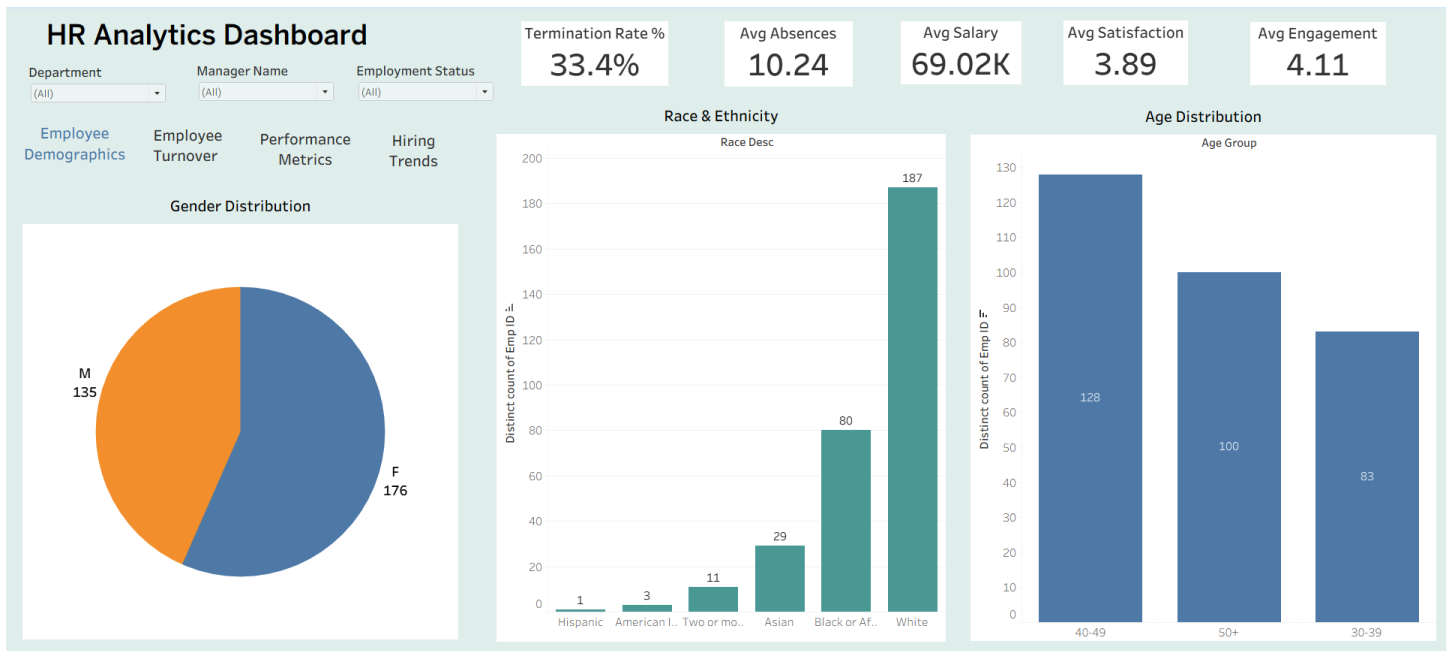 HR Analytics Dashboard
Department
Manager Name
Employment Status
(All)
(All)
(All)
Employee
Demographics
Employee
Turnover
Performance
Metrics
Hiring
Trends
Termination Rate %
33.4%
Avg Absences
10.24
Avg Salary
69.02K
Avg Satisfaction
3.89
Avg Engagement
4.11
Gender Distribution
M
135
F
176
Race & Ethnicity
Race Desc
Distinct count of Emp ID
200
180
160
140
120
100
80
60
40
20
0
1
3
11
29
80
187
Hispanic
American I..
Two or mo..
Asian
Black or Af..
White
Age Distribution
Age Group
Distinct count of Emp ID
130
120
110
100
90
80
70
60
50
40
30
20
10
0
128
100
83
40-49
50+
30-39